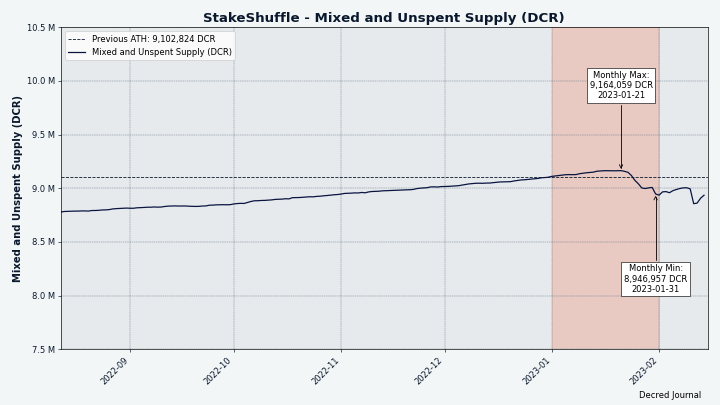 StakeShuffle - Mixed and Unspent Supply (DCR)
Mixed and Unspent Supply (DCR)
10.5 M
10.0 M
9.5 M
9.0 M
8.5 M
8.0 M
7.5 M
Previous ATH: 9,102,824 DCR
Mixed and Unspent Supply (DCR)
Monthly Max:
9,164,059 DCR
2023-01-21
Monthly Min:
8,946,957 DCR
2023-01-31
2022-09
2022-10
2022-11
2022-12
2023-01
2023-02
Decred Journal